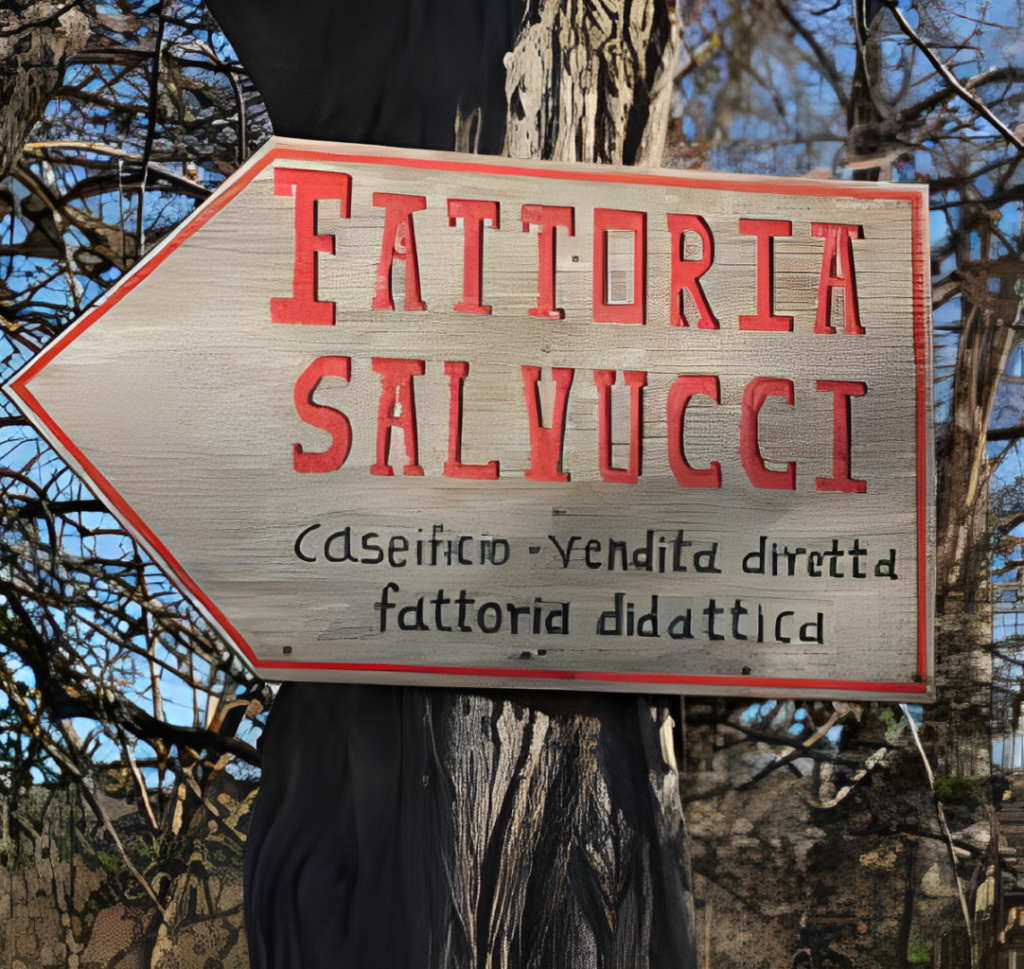 FATTORIA
SALVUCCI
Caseificio - vendita diretta
fattoria didattica